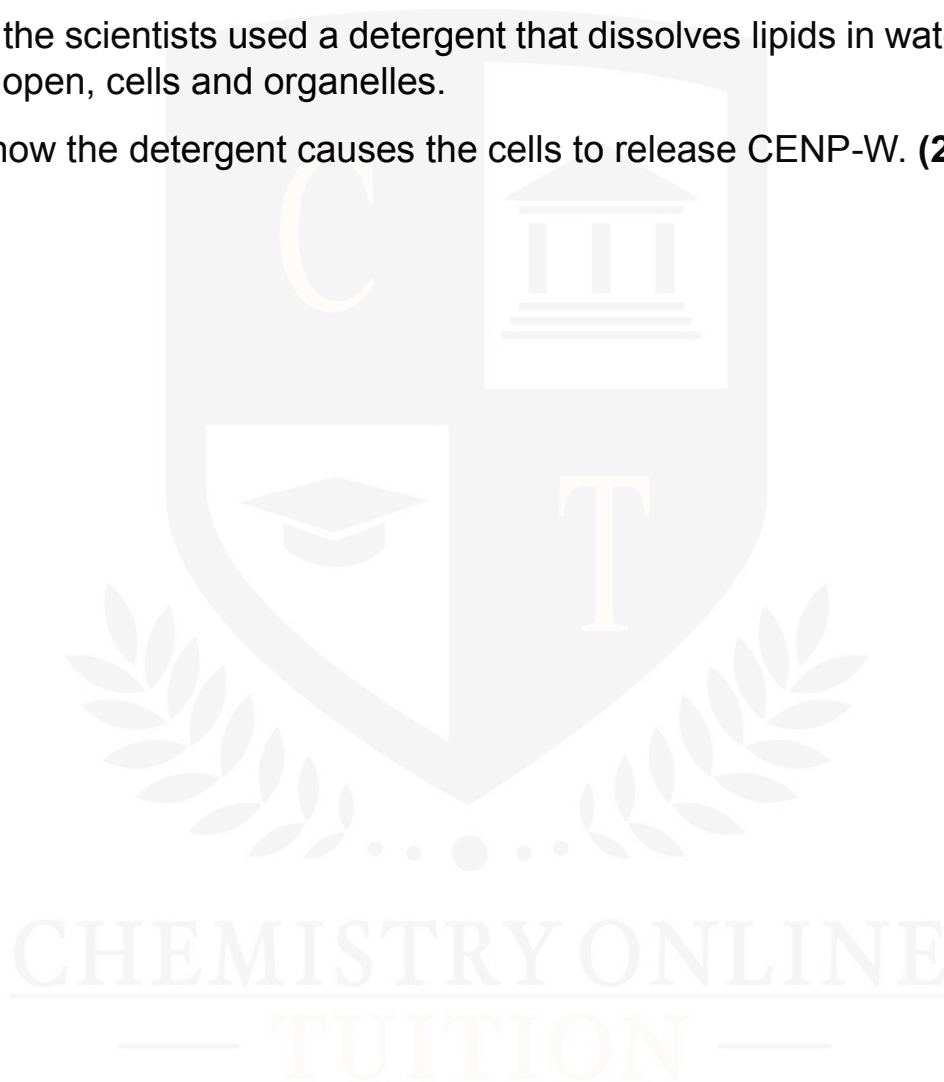 the scientists used a detergent that dissolves lipids in
open, cells and organelles.
how the detergent causes the cells to release CENP-W. (2
C
T
CHEMISTRY ONLINE
TUITION